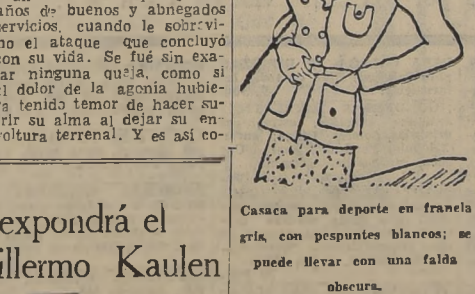 años de buenos y abnegados
servicios, cuando le sobrevi-
no el ataque que concluyó
con su vida. Se fué sin exa-
lar ninguna queja, como si
el dolor de la agonía hubie-
ra tenido temor de hacer su-
frir su alma al dejar su en-
voltura terrenal. Y es así co-
expondrá el
illermo Kaulen
Casaca para deporte en franela
gris, con pespuntes blancos; se
puede llevar con una falda
obscura.